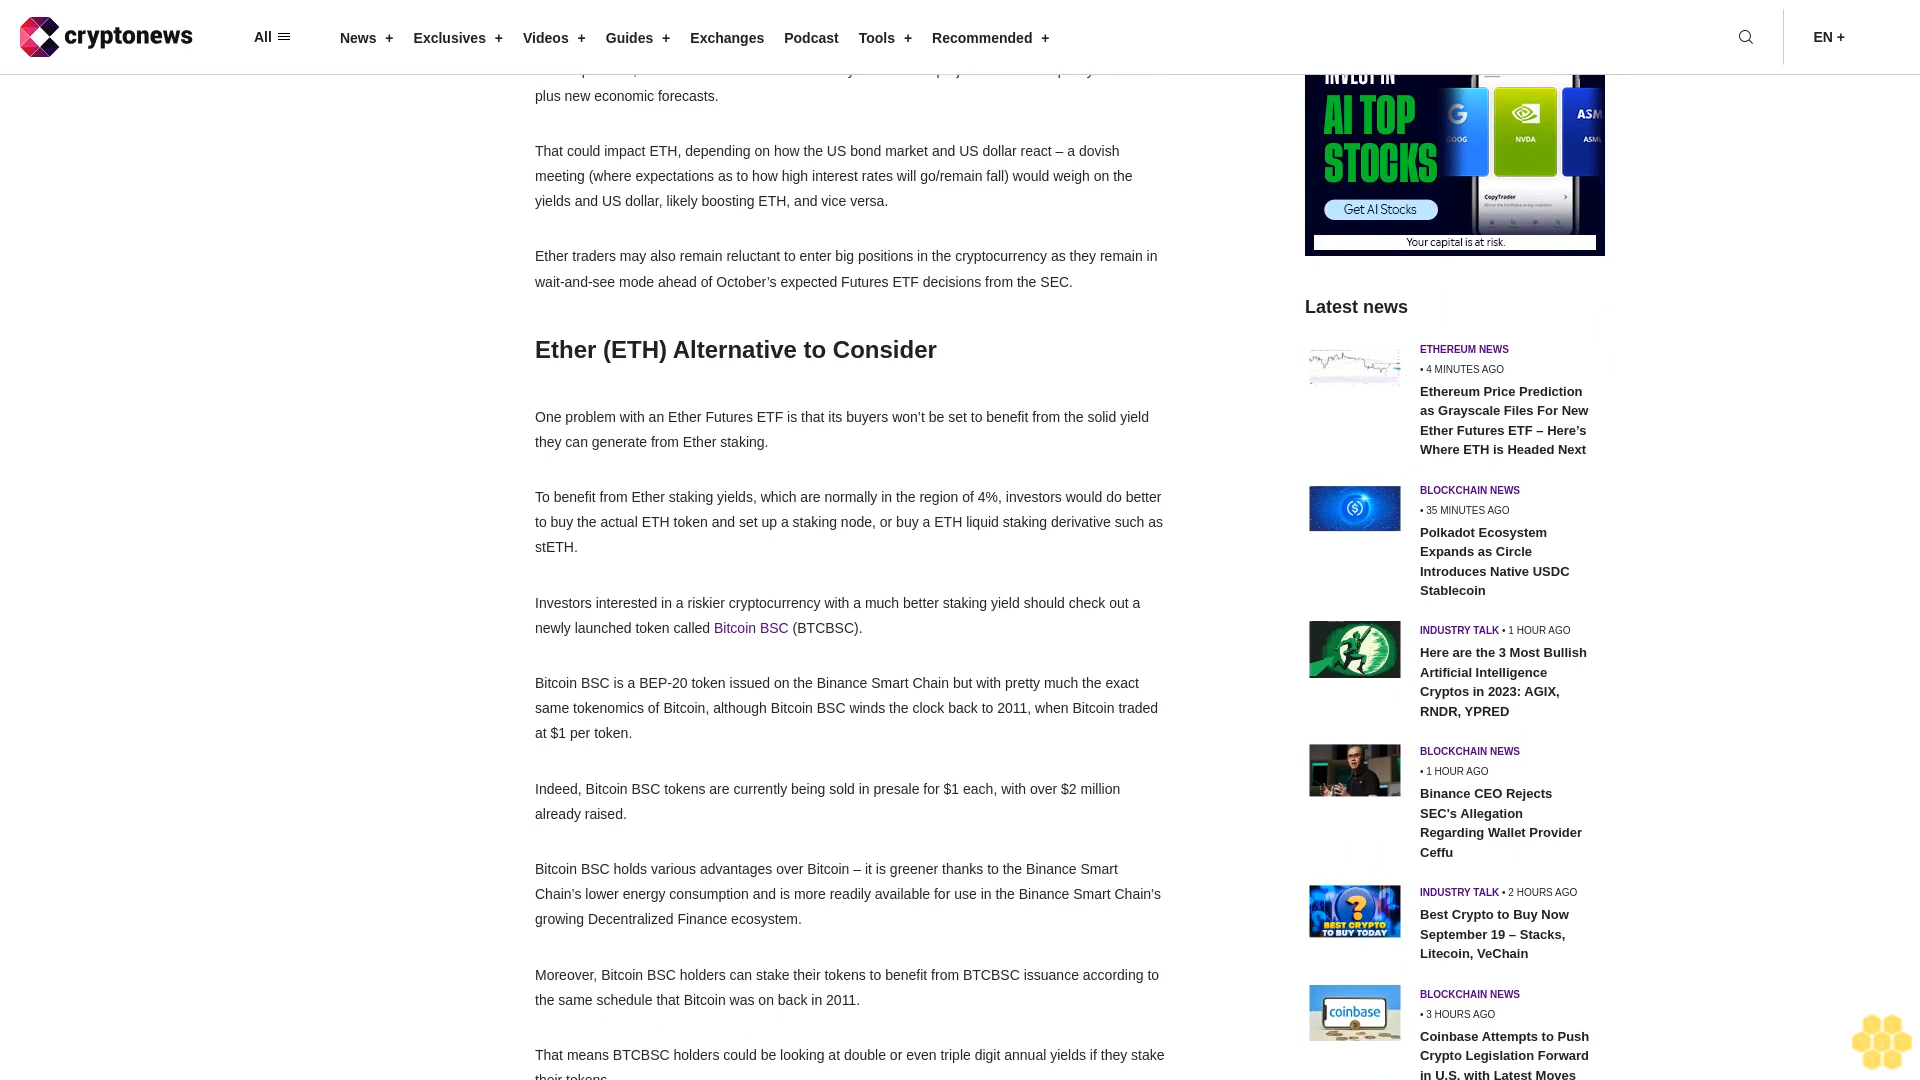 cryptonews
All
News +
Exclusives +
Videos +
Guides +
Exchanges
Podcast
Tools +
Recommended +
EN +
plus new economic forecasts.
That could impact ETH, depending on how the US bond market and US dollar react – a dovish
meeting (where expectations as to how high interest rates will go/remain fall) would weigh on the
yields and US dollar, likely boosting ETH, and vice versa.
Ether traders may also remain reluctant to enter big positions in the cryptocurrency as they remain in
wait-and-see mode ahead of October’s expected Futures ETF decisions from the SEC.
Ether (ETH) Alternative to Consider
One problem with an Ether Futures ETF is that its buyers won’t be set to benefit from the solid yield
they can generate from Ether staking.
To benefit from Ether staking yields, which are normally in the region of 4%, investors would do better
to buy the actual ETH token and set up a staking node, or buy a ETH liquid staking derivative such as
stETH.
Investors interested in a riskier cryptocurrency with a much better staking yield should check out a
newly launched token called Bitcoin BSC (BTCBSC).
Bitcoin BSC is a BEP-20 token issued on the Binance Smart Chain but with pretty much the exact
same tokenomics of Bitcoin, although Bitcoin BSC winds the clock back to 2011, when Bitcoin traded
at $1 per token.
Indeed, Bitcoin BSC tokens are currently being sold in presale for $1 each, with over $2 million
already raised.
Bitcoin BSC holds various advantages over Bitcoin – it is greener thanks to the Binance Smart
Chain’s lower energy consumption and is more readily available for use in the Binance Smart Chain’s
growing Decentralized Finance ecosystem.
Moreover, Bitcoin BSC holders can stake their tokens to benefit from BTCBSC issuance according to
the same schedule that Bitcoin was on back in 2011.
That means BTCBSC holders could be looking at double or even triple digit annual yields if they stake
their tokens
INVEST IN
AI TOP
STOCKS
Get AI Stocks
GOOG
NVDA
ASM
ASML
CopyTrader
Your capital is at risk.
Latest news
ETHEREUM NEWS
• 4 MINUTES AGO
Ethereum Price Prediction
as Grayscale Files For New
Ether Futures ETF – Here’s
Where ETH is Headed Next
BLOCKCHAIN NEWS
• 35 MINUTES AGO
Polkadot Ecosystem
Expands as Circle
Introduces Native USDC
Stablecoin
INDUSTRY TALK • 1 HOUR AGO
Here are the 3 Most Bullish
Artificial Intelligence
Cryptos in 2023: AGIX,
RNDR, YPRED
BLOCKCHAIN NEWS
• 1 HOUR AGO
Binance CEO Rejects
SEC's Allegation
Regarding Wallet Provider
Ceffu
BEST CRYPTO
TO BUY TODAY
INDUSTRY TALK • 2 HOURS AGO
Best Crypto to Buy Now
September 19 – Stacks,
Litecoin, VeChain
coinbase
BLOCKCHAIN NEWS
• 3 HOURS AGO
Coinbase Attempts to Push
Crypto Legislation Forward
in U.S. with Latest Moves